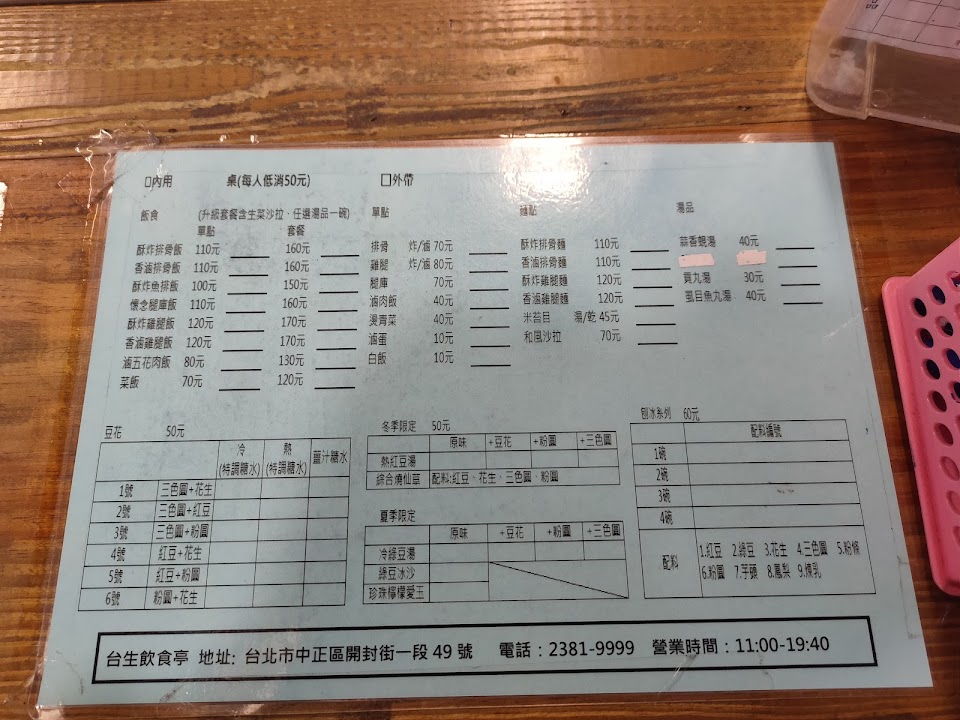 □內用 桌(每人低消50元) □外帶
飯食 (升級套餐含生菜沙拉、任選湯品一碗)
單點 套餐
酥炸排骨飯 110元 160元
香滷排骨飯 110元 160元
酥炸魚排飯 100元 150元
懷念腿庫飯 110元 160元
酥炸雞腿飯 120元 170元
香滷雞腿飯 120元 170元
滷五花肉飯 80元 130元
菜飯 70元 120元
單點
排骨 炸/滷 70元
雞腿 炸/滷 80元
腿庫 70元
滷肉飯 40元
燙青菜 40元
滷蛋 10元
白飯 10元
麵點
酥炸排骨麵 110元
香滷排骨麵 110元
酥炸雞腿麵 120元
香滷雞腿麵 120元
米苔目 湯/乾 45元
和風沙拉 70元
湯品
蒜香蜆湯 40元
貢丸湯 30元
虱目魚丸湯 40元
豆花 50元
冷(特調糖水) 熱(特調糖水) 薑汁糖水
1號 三色圓+花生
2號 三色圓+紅豆
3號 三色圓+粉圓
4號 紅豆+花生
5號 紅豆+粉圓
6號 粉圓+花生
冬季限定 50元
原味 +豆花 +粉圓 +三色圓
熱紅豆湯
綜合燒仙草 配料:紅豆、花生、三色圓、粉圓
夏季限定
原味 +豆花 +粉圓 +三色圓
冷綠豆湯
綠豆冰沙
珍珠檸檬愛玉
刨冰系列 60元
配料編號
1碗
2碗
3碗
4碗
配料 1.紅豆 2.綠豆 3.花生 4.三色圓 5.粉條
6.粉圓 7.芋頭 8.鳳梨 9.煉乳
台生飲食亭 地址: 台北市中正區開封街一段 49 號 電話：2381-9999 營業時間：11:00-19:40